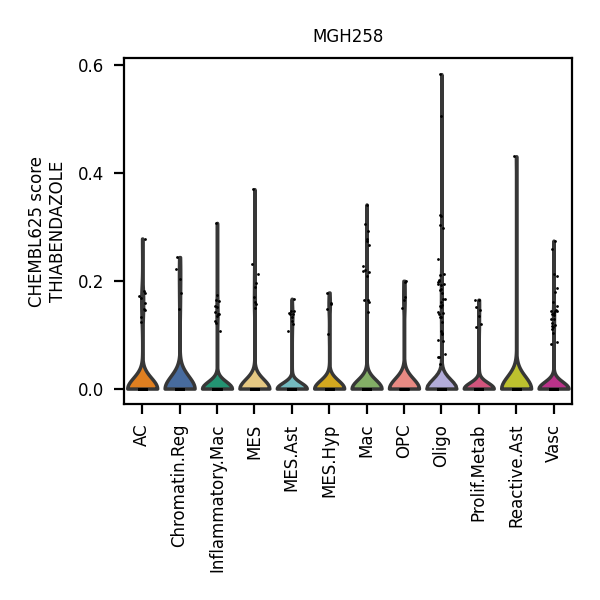 MGH258
CHEMBL625 score
THIABENDAZOLE
0.6
0.4
0.2
0.0
AC
Chromatin.Reg
Inflammatory.Mac
MES
MES.Ast
MES.Hyp
Mac
OPC
Oligo
Prolif.Metab
Reactive.Ast
Vasc